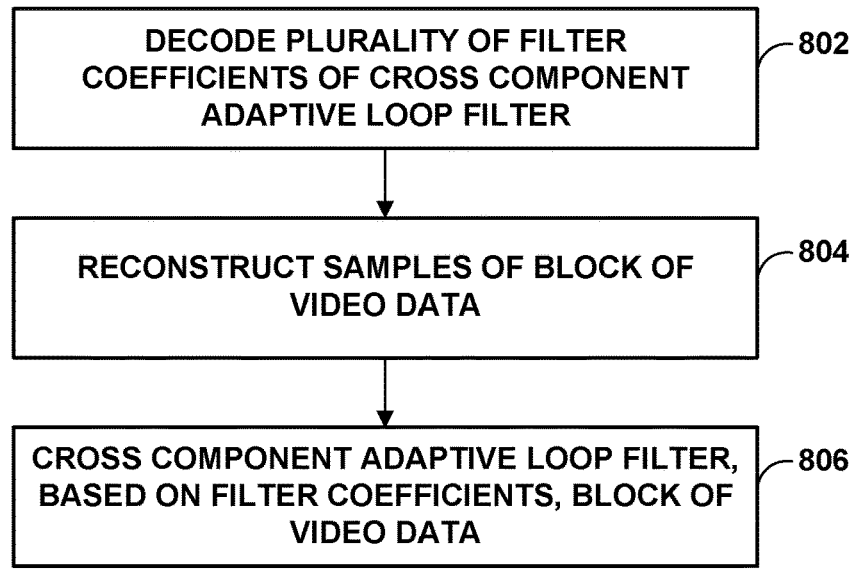 DECODE PLURALITY OF FILTER
COEFFICIENTS OF CROSS COMPONENT
ADAPTIVE LOOP FILTER
802
RECONSTRUCT SAMPLES OF BLOCK OF
VIDEO DATA
804
CROSS COMPONENT ADAPTIVE LOOP FILTER,
BASED ON FILTER COEFFICIENTS, BLOCK OF
VIDEO DATA
806